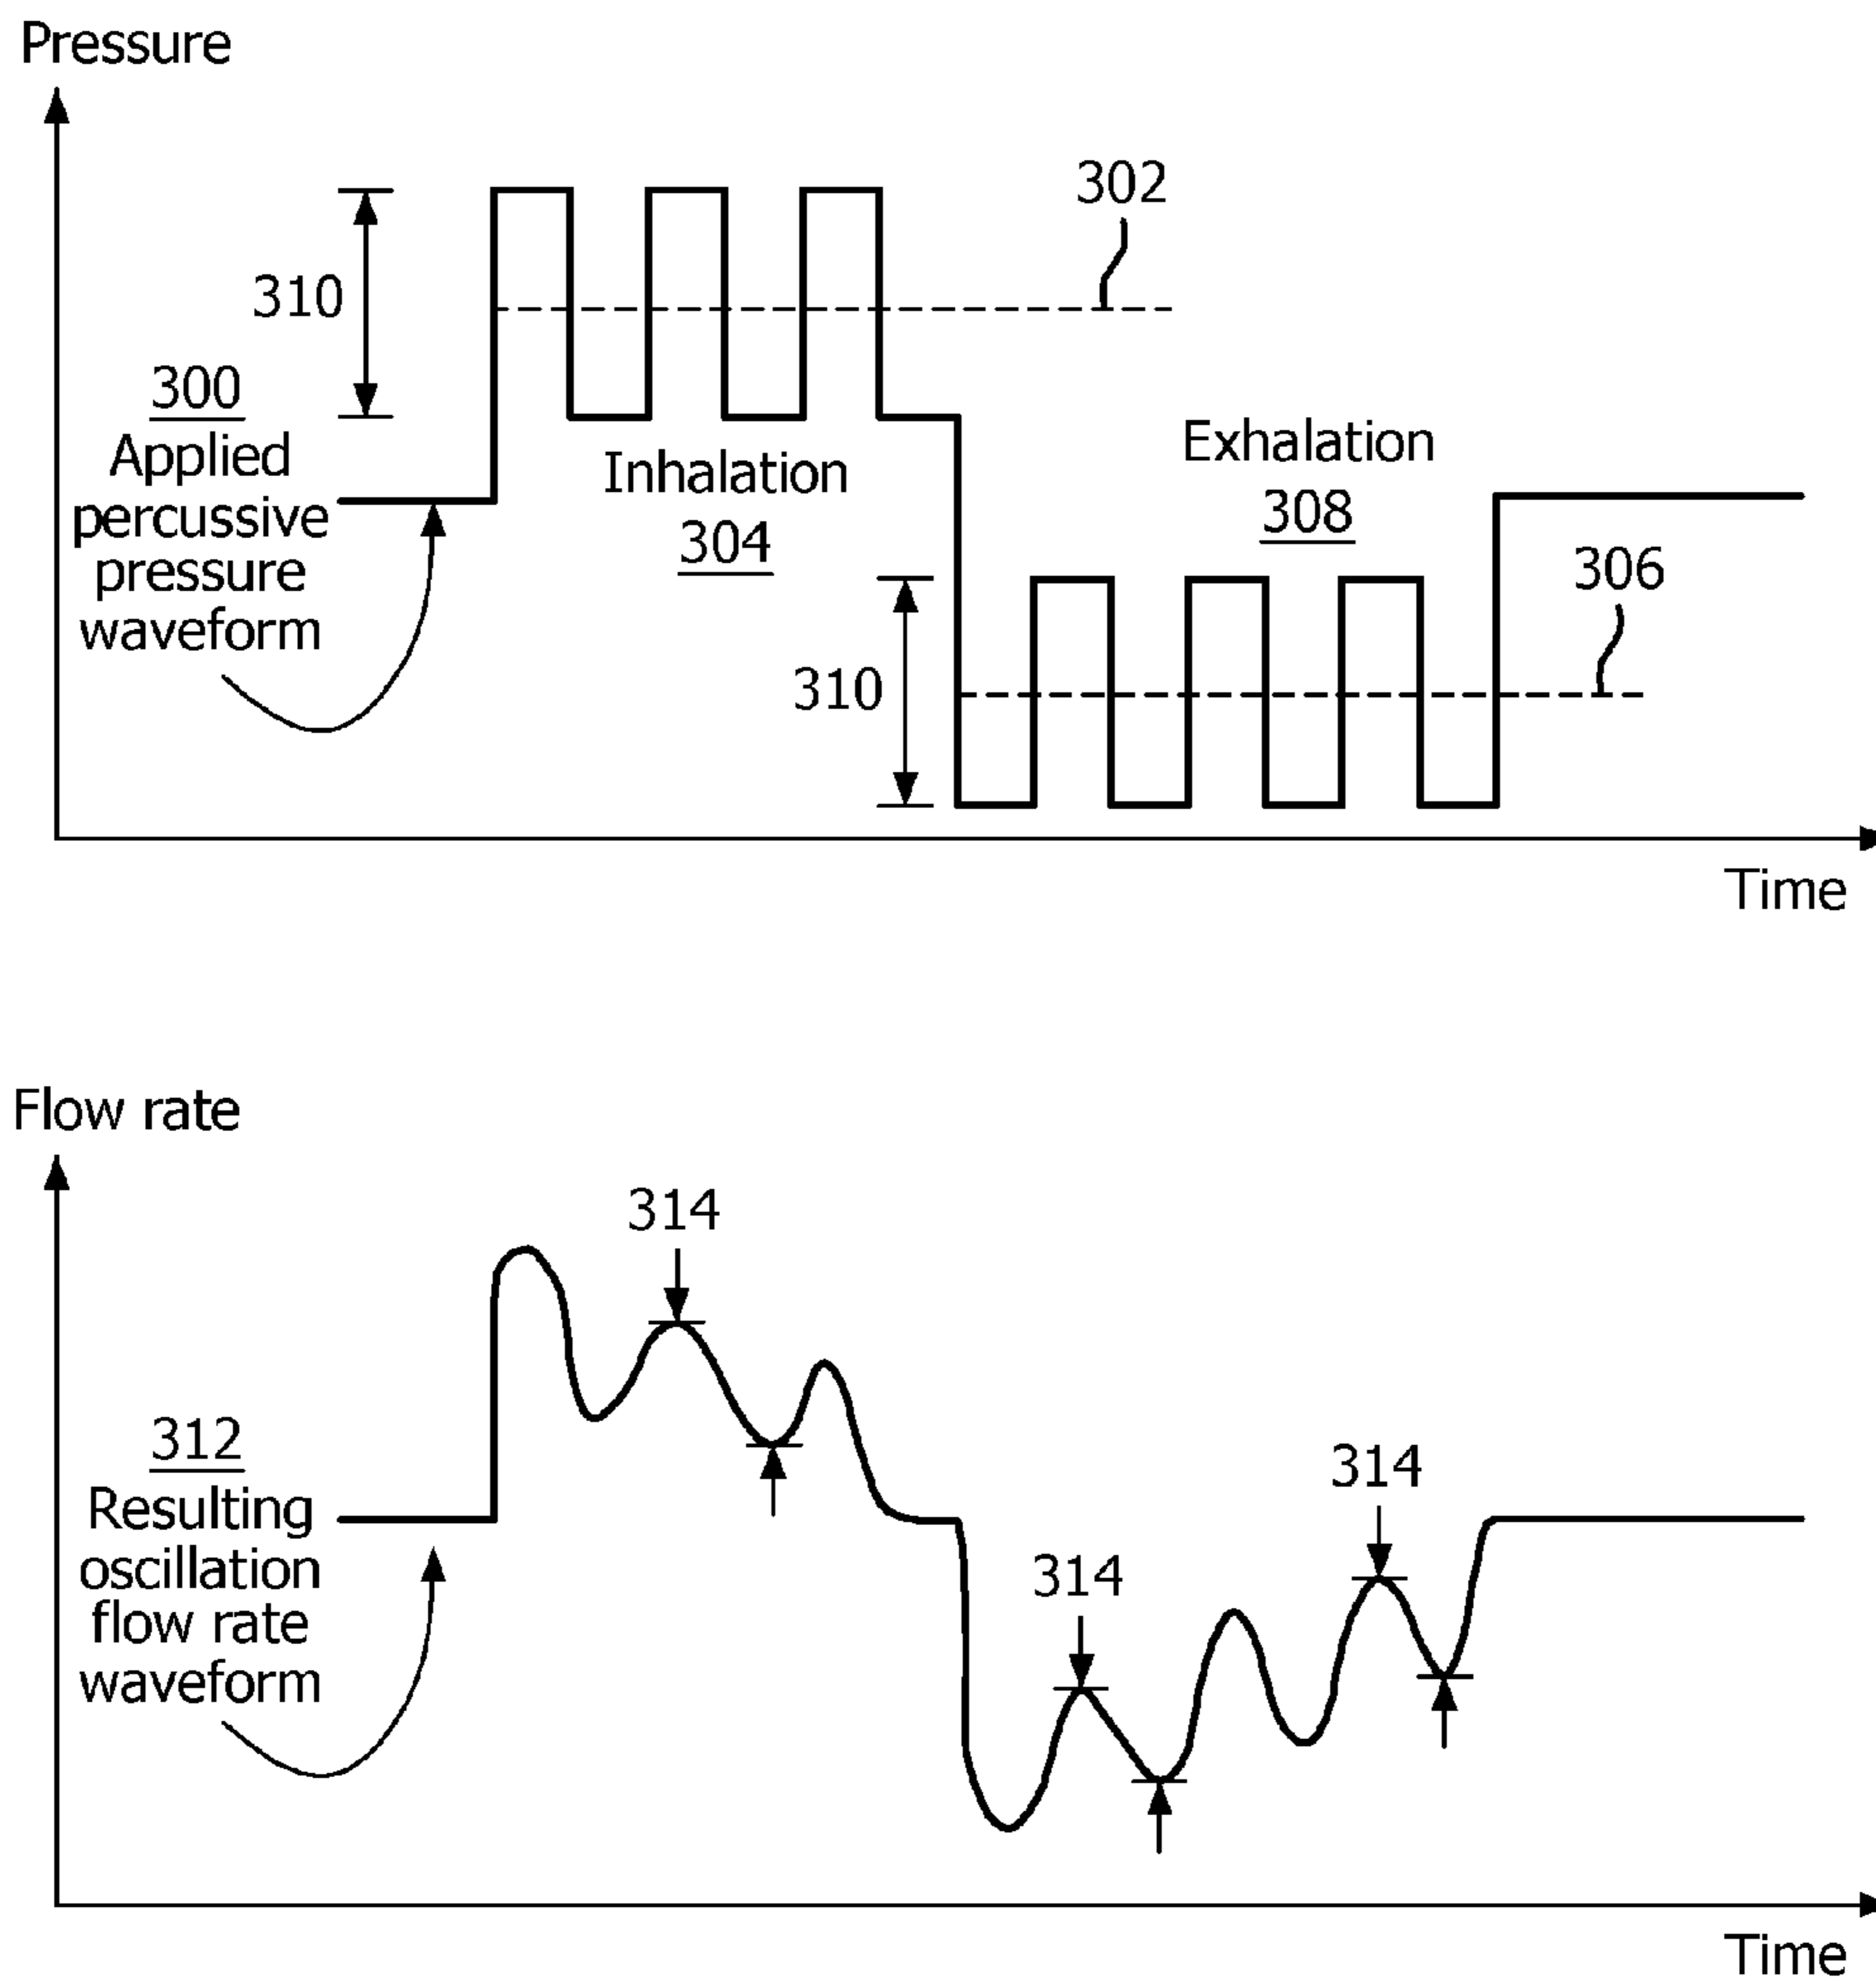 Pressure
302
310
300
Applied
percussive
pressure
waveform
Inhalation
304
Exhalation
308
306
310
Time
Flow rate
314
312
Resulting
oscillation
flow rate
waveform
314
314
Time